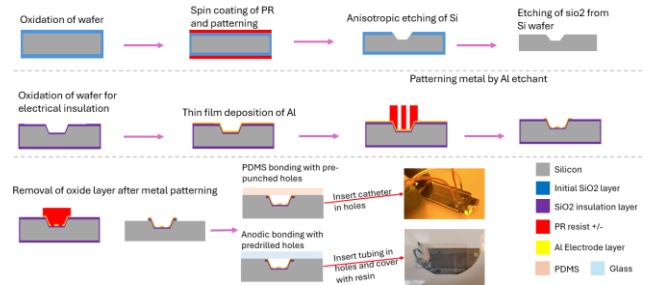 Oxidation of wafer
Spin coating of PR
and patterning
Anisotropic etching of Si
Etching of sio2 from
Si wafer
Oxidation of wafer for
electrical insulation
Thin film deposition of Al
Patterning metal by Al etchant
Removal of oxide layer after metal patterning
PDMS bonding with pre-
punched holes
Insert catheter
in holes
Anodic bonding with
predrilled holes
Insert tubing in
holes and cover
with resin
Silicon
Initial SiO2 layer
SiO2 insulation layer
PR resist +/-
Al Electrode layer
PDMS
Glass